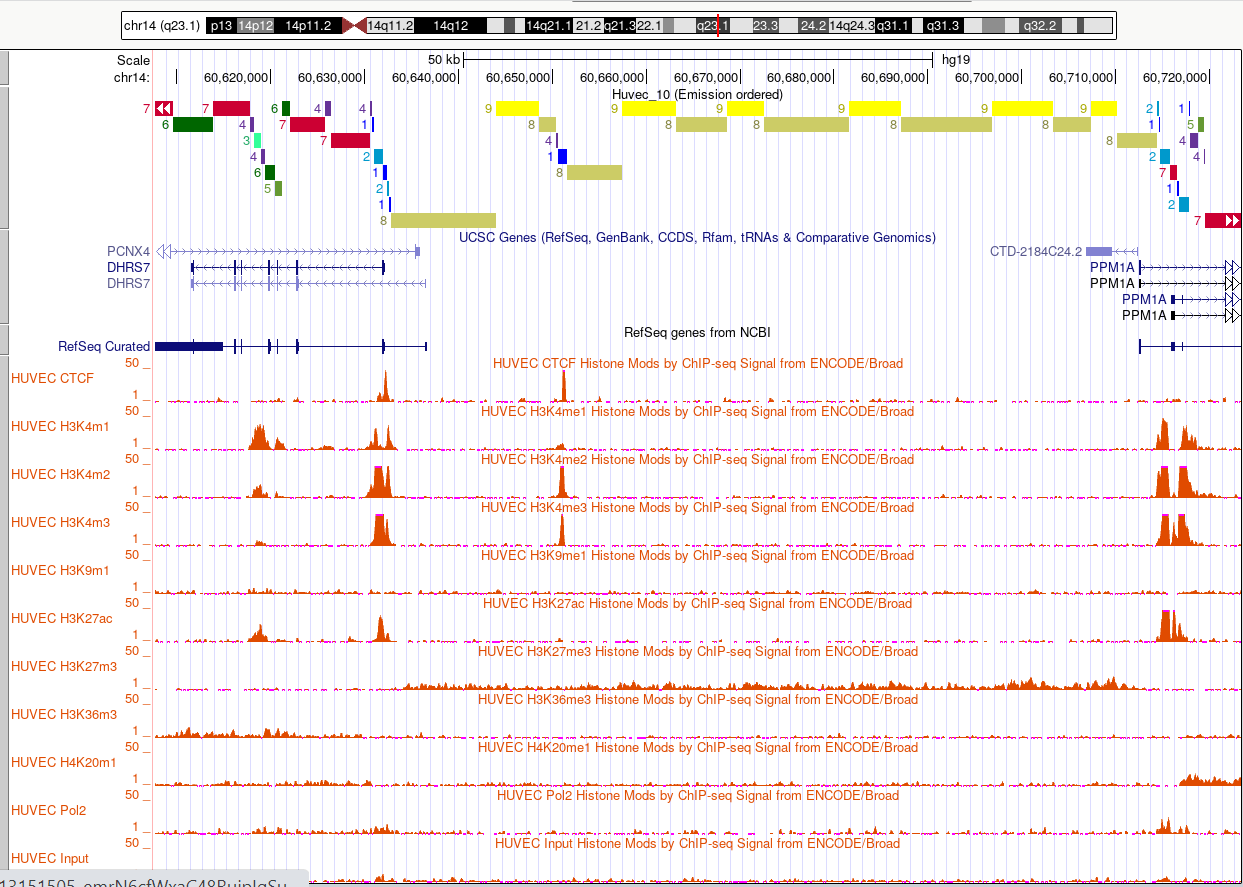 chr14 (q23.1) p13 14p12 14p11.2 14q11.2 14q12 14q21.1 21.2 q21.3 22.1 q23.1 23.3 24.2 14q24.3 q31.1 q31.3 q32.2
Scale 50 kb hg19
chr14: 60,620,000 60,630,000 60,640,000 60,650,000 60,660,000 60,670,000 60,680,000 60,690,000 60,700,000 60,710,000 60,720,000
Huvec_10 (Emission ordered)
7 7 6 4 4 9 9 9 9 9 9 2 1
6 4 7 1 8 8 8 8 8 1 5
3 7 4 8 4
4 2 1 2 4
6 1 8 7
5 2 1
1 2
8 7
UCSC Genes (RefSeq, GenBank, CCDS, Rfam, tRNAs & Comparative Genomics)
PCNX4 CTD-2184C24.2
DHRS7 PPM1A
DHRS7 PPM1A
PPM1A
PPM1A
RefSeq genes from NCBI
RefSeq Curated
HUVEC CTCF Histone Mods by ChIP-seq Signal from ENCODE/Broad
50
HUVEC CTCF
1
HUVEC H3K4me1 Histone Mods by ChIP-seq Signal from ENCODE/Broad
50
HUVEC H3K4m1
1
HUVEC H3K4me2 Histone Mods by ChIP-seq Signal from ENCODE/Broad
50
HUVEC H3K4m2
1
HUVEC H3K4me3 Histone Mods by ChIP-seq Signal from ENCODE/Broad
50
HUVEC H3K4m3
1
HUVEC H3K9me1 Histone Mods by ChIP-seq Signal from ENCODE/Broad
50
HUVEC H3K9m1
1
HUVEC H3K27ac Histone Mods by ChIP-seq Signal from ENCODE/Broad
50
HUVEC H3K27ac
1
HUVEC H3K27me3 Histone Mods by ChIP-seq Signal from ENCODE/Broad
50
HUVEC H3K27m3
1
HUVEC H3K36me3 Histone Mods by ChIP-seq Signal from ENCODE/Broad
50
HUVEC H3K36m3
1
HUVEC H4K20me1 Histone Mods by ChIP-seq Signal from ENCODE/Broad
50
HUVEC H4K20m1
1
HUVEC Pol2 Histone Mods by ChIP-seq Signal from ENCODE/Broad
50
HUVEC Pol2
1
HUVEC Input Histone Mods by ChIP-seq Signal from ENCODE/Broad
50
HUVEC Input